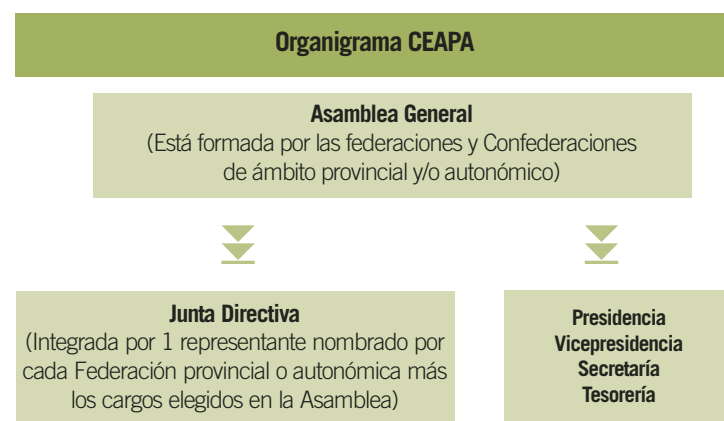 Organigrama CEAPA
Asamblea General
(Está formada por las federaciones y Confederaciones
de ámbito provincial y/o autonómico)
Junta Directiva
(Integrada por 1 representante nombrado por
cada Federación provincial o autonómica más
los cargos elegidos en la Asamblea)
Presidencia
Vicepresidencia
Secretaría
Tesorería